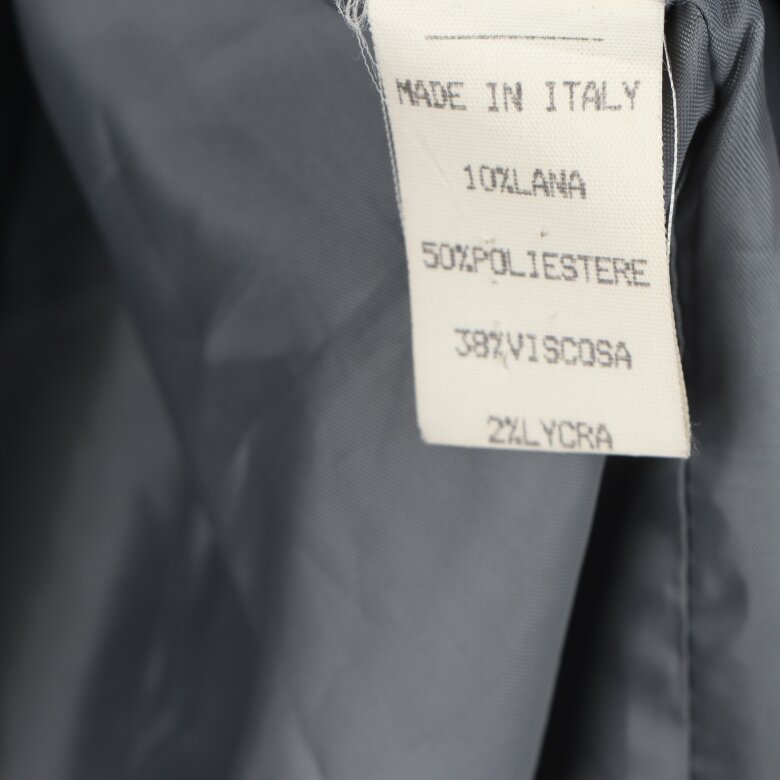 MADE IN ITALY
10%LANA
50%POLIESTERE
38%VISCOSA
2%LYCRA